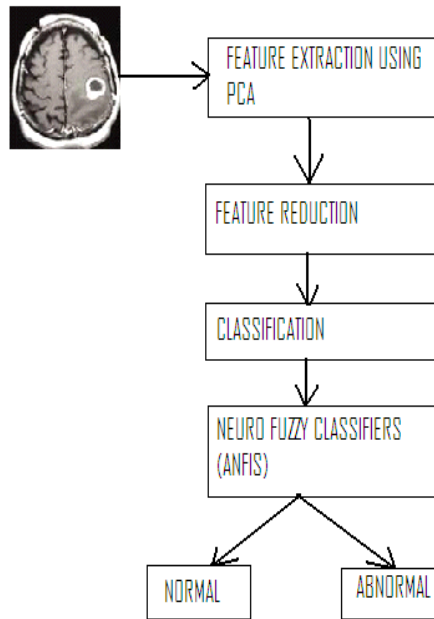 FEATURE EXTRACTION USING
PCA
FEATURE REDUCTION
CLASSIFICATION
NEURO FUZZY CLASSIFIERS
(ANFIS)
NORMAL
ABNORMAL